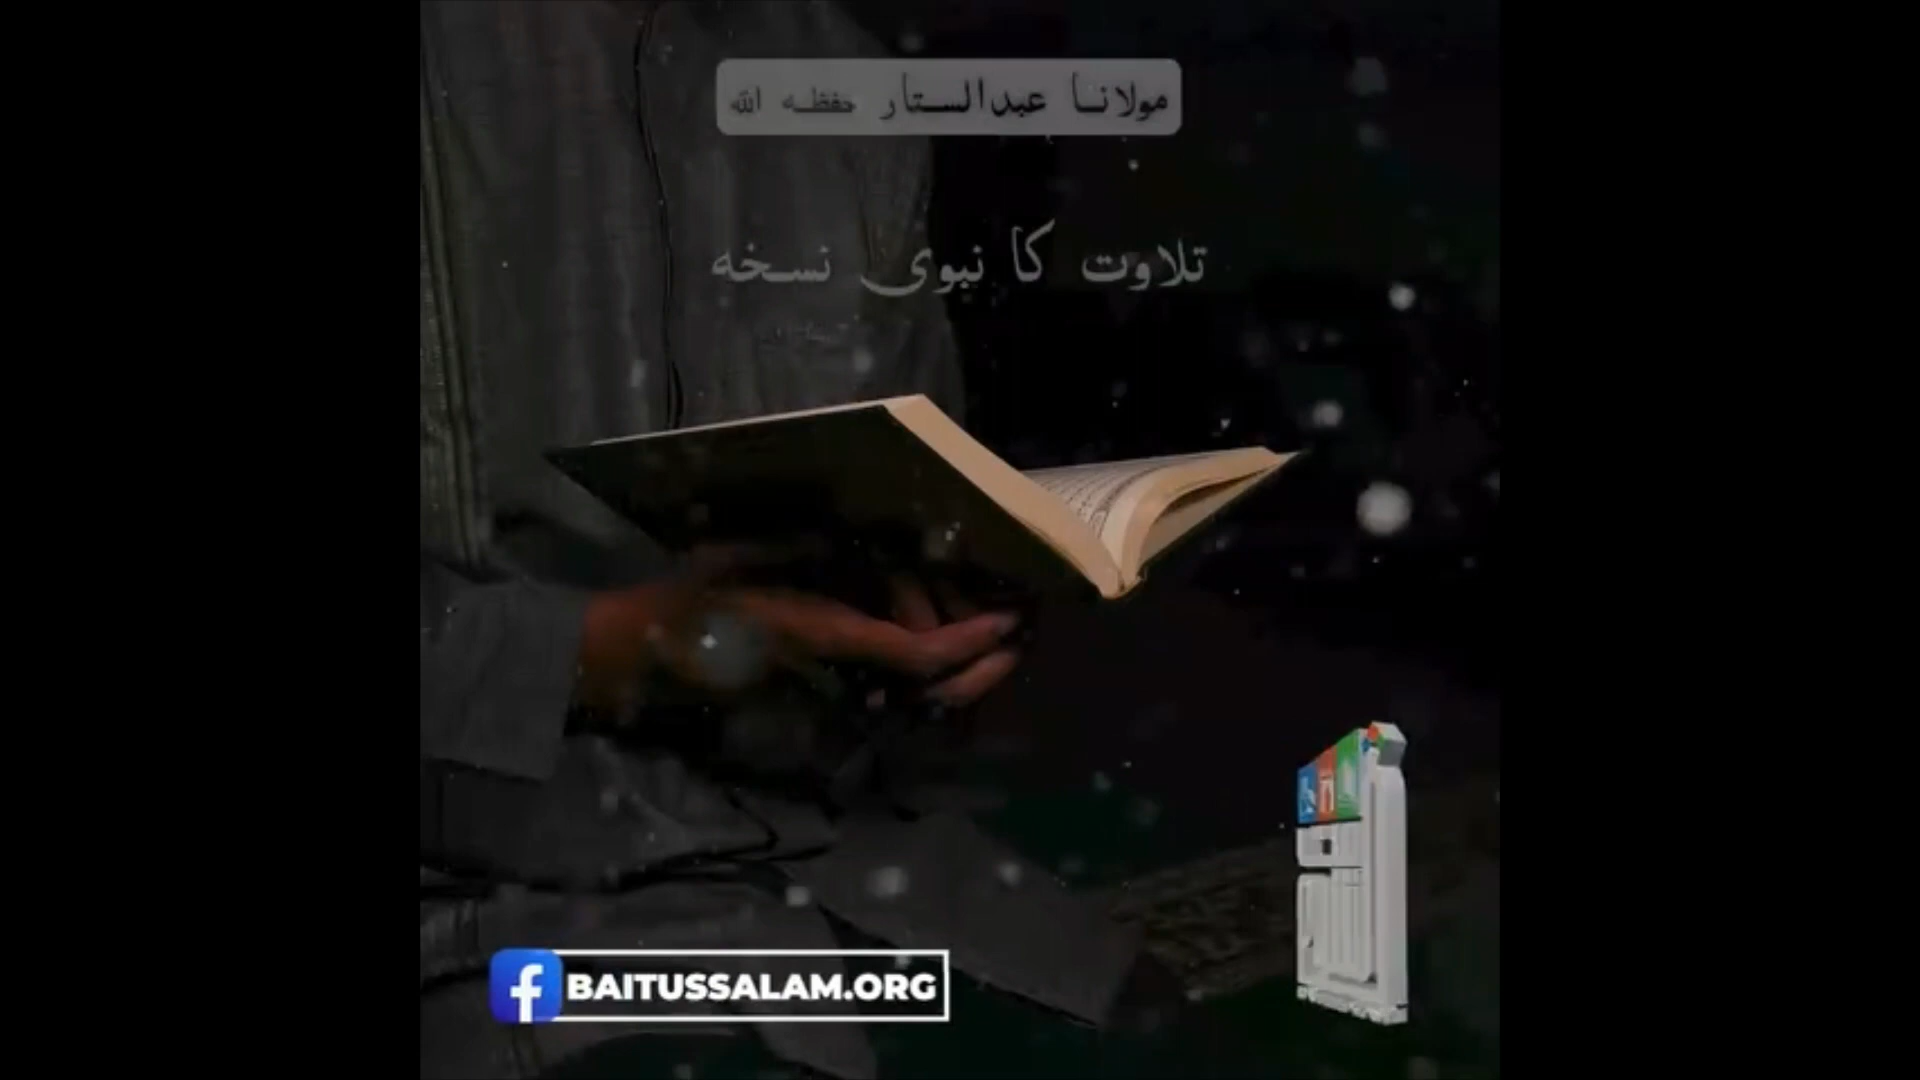 مولانا عبدالستار حفظہ اللہ
تلاوت کا نبوی نسخہ
BAITUSSALAM.ORG